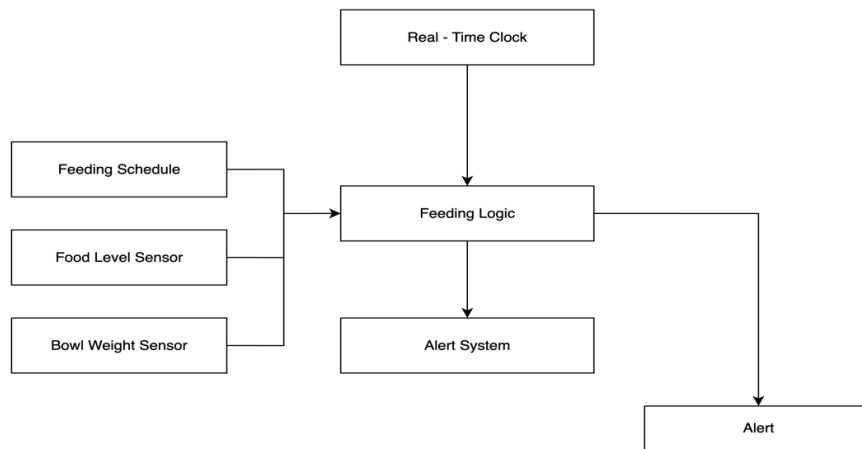 Real - Time Clock
Feeding Schedule
Feeding Logic
Food Level Sensor
Bowl Weight Sensor
Alert System
Alert